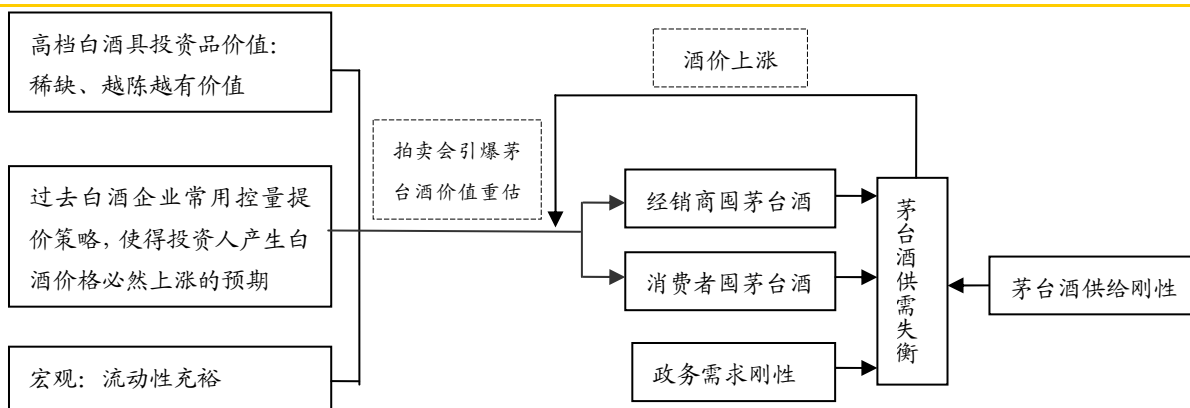 高档白酒具投资品价值：
稀缺、越陈越有价值
酒价上涨
拍卖会引爆茅
台酒价值重估
过去白酒企业常用控量提
价策略，使得投资人产生白
酒价格必然上涨的预期
经销商囤茅台酒
消费者囤茅台酒
茅台酒供需失衡
茅台酒供给刚性
宏观：流动性充裕
政务需求刚性